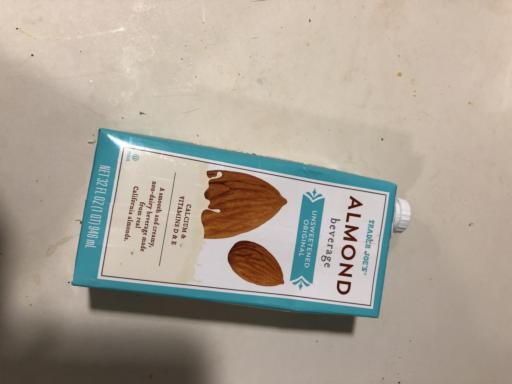 TRADER JOE'S
ALMOND
beverage
UNSWEETENED
ORIGINAL
CALCIUM &
VITAMINS D & E
A smooth and creamy
non-dairy beverage made
from real
California almonds.
NET 32 FL OZ (1 QT) 946 mL